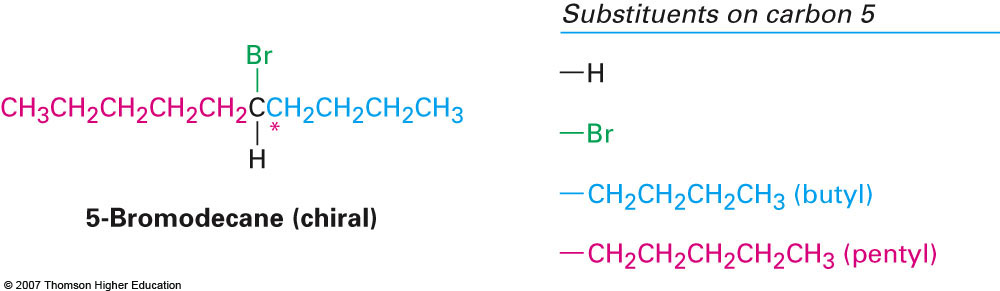 Br
CH₃CH₂CH₂CH₂CH₂CCH₂CH₂CH₂CH₃
*
H
5-Bromodecane (chiral)
© 2007 Thomson Higher Education
Substituents on carbon 5
—H
—Br
—CH₂CH₂CH₂CH₃ (butyl)
—CH₂CH₂CH₂CH₂CH₃ (pentyl)